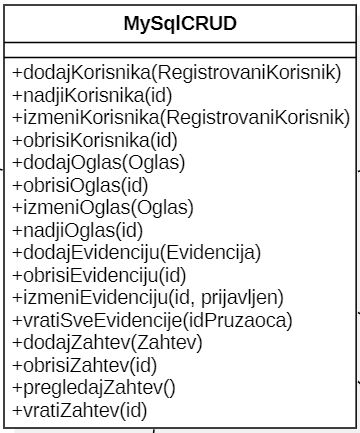 MySqlCRUD
+dodajKorisnika(RegistrovaniKorisnik)
+nadjiKorisnika(id)
+izmeniKorisnika(RegistrovaniKorisnik)
+obrisiKorisnika(id)
+dodajOglas(Oglas)
+obrisiOglas(id)
+izmeniOglas(Oglas)
+nadjiOglas(id)
+dodajEvidenciju(Evidencija)
+obrisiEvidenciju(id)
+izmeniEvidenciju(id, prijavljen)
+vratiSveEvidencije(idPruzaoca)
+dodajZahtev(Zahtev)
+obrisiZahtev(id)
+pregledajZahtev()
+vratiZahtev(id)